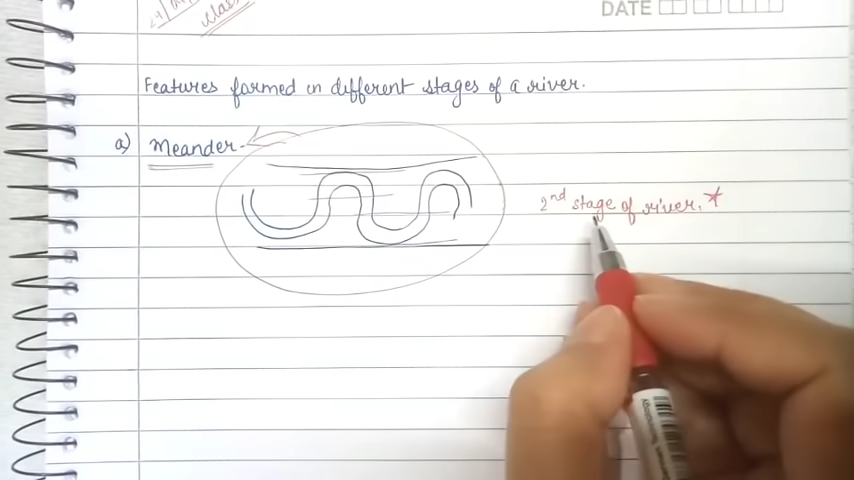 DATE
Features formed in different stages of a river.
a) Meander-
2nd stage of river. *